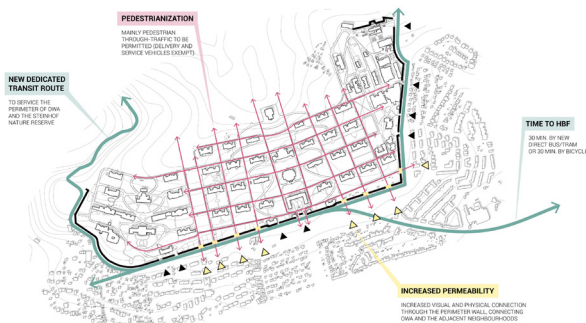 PEDESTRIANIZATION
MAINLY PEDESTRIAN
THROUGH-TRAFFIC TO BE
PERMITTED (DELIVERY AND
SERVICE VEHICLES EXEMPT)
NEW DEDICATED
TRANSIT ROUTE
TO SERVICE THE
PERIMETER OF OWA
AND THE STEINHOF
NATURE RESERVE
TIME TO HBF
30 MIN. BY NEW
DIRECT BUS/TRAM
OR 30 MIN. BY BICYCLE
INCREASED PERMEABILITY
INCREASED VISUAL AND PHYSICAL CONNECTION
THROUGH THE PERIMETER WALL, CONNECTING
OWA AND THE ADJACENT NEIGHBOURHOODS